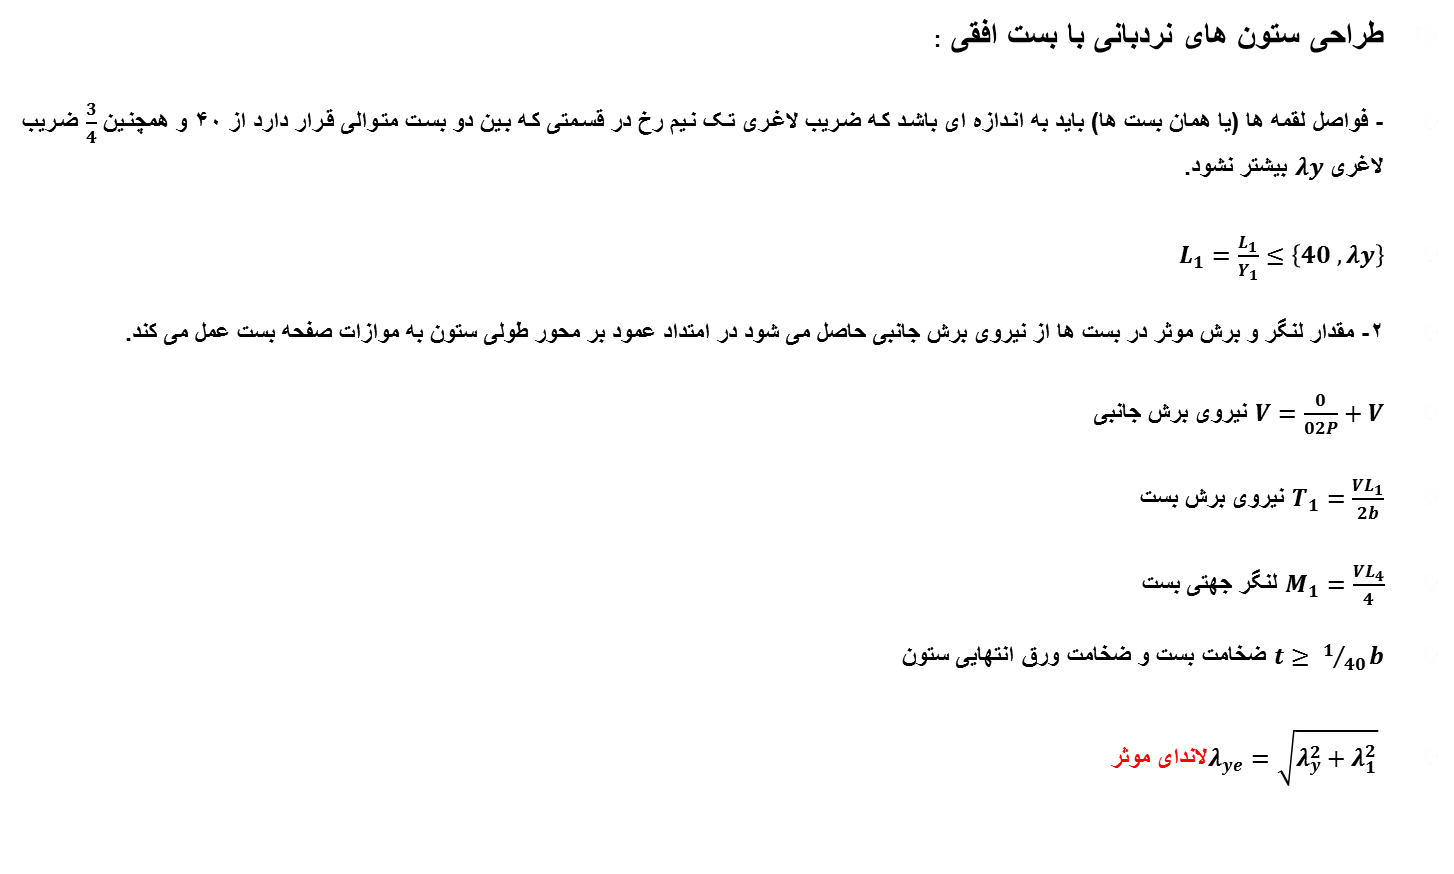 طراحی ستون های نردبانی با بست افقی :
- فواصل لقمه ها (یا همان بست ها) باید به اندازه ای باشد که ضریب لاغری تک نیم رخ در قسمتی که بین دو بست متوالی قرار دارد از ۴۰ و همچنین 3/4 ضریب
لاغری λy بیشتر نشود.
L₁ = L₁/Y₁ ≤ {40 , λy}
۲- مقدار لنگر و برش موثر در بست ها از نیروی برش جانبی حاصل می شود در امتداد عمود بر محور طولی ستون به موازات صفحه بست عمل می کند.
V = 0/02P + V نیروی برش جانبی
T₁ = VL₁/2b نیروی برش بست
M₁ = VL₄/4 لنگر جهتی بست
t ≥ 1/40 b ضخامت بست و ضخامت ورق انتهایی ستون
λye = √(λy² + λ₁²) لاندای موثر